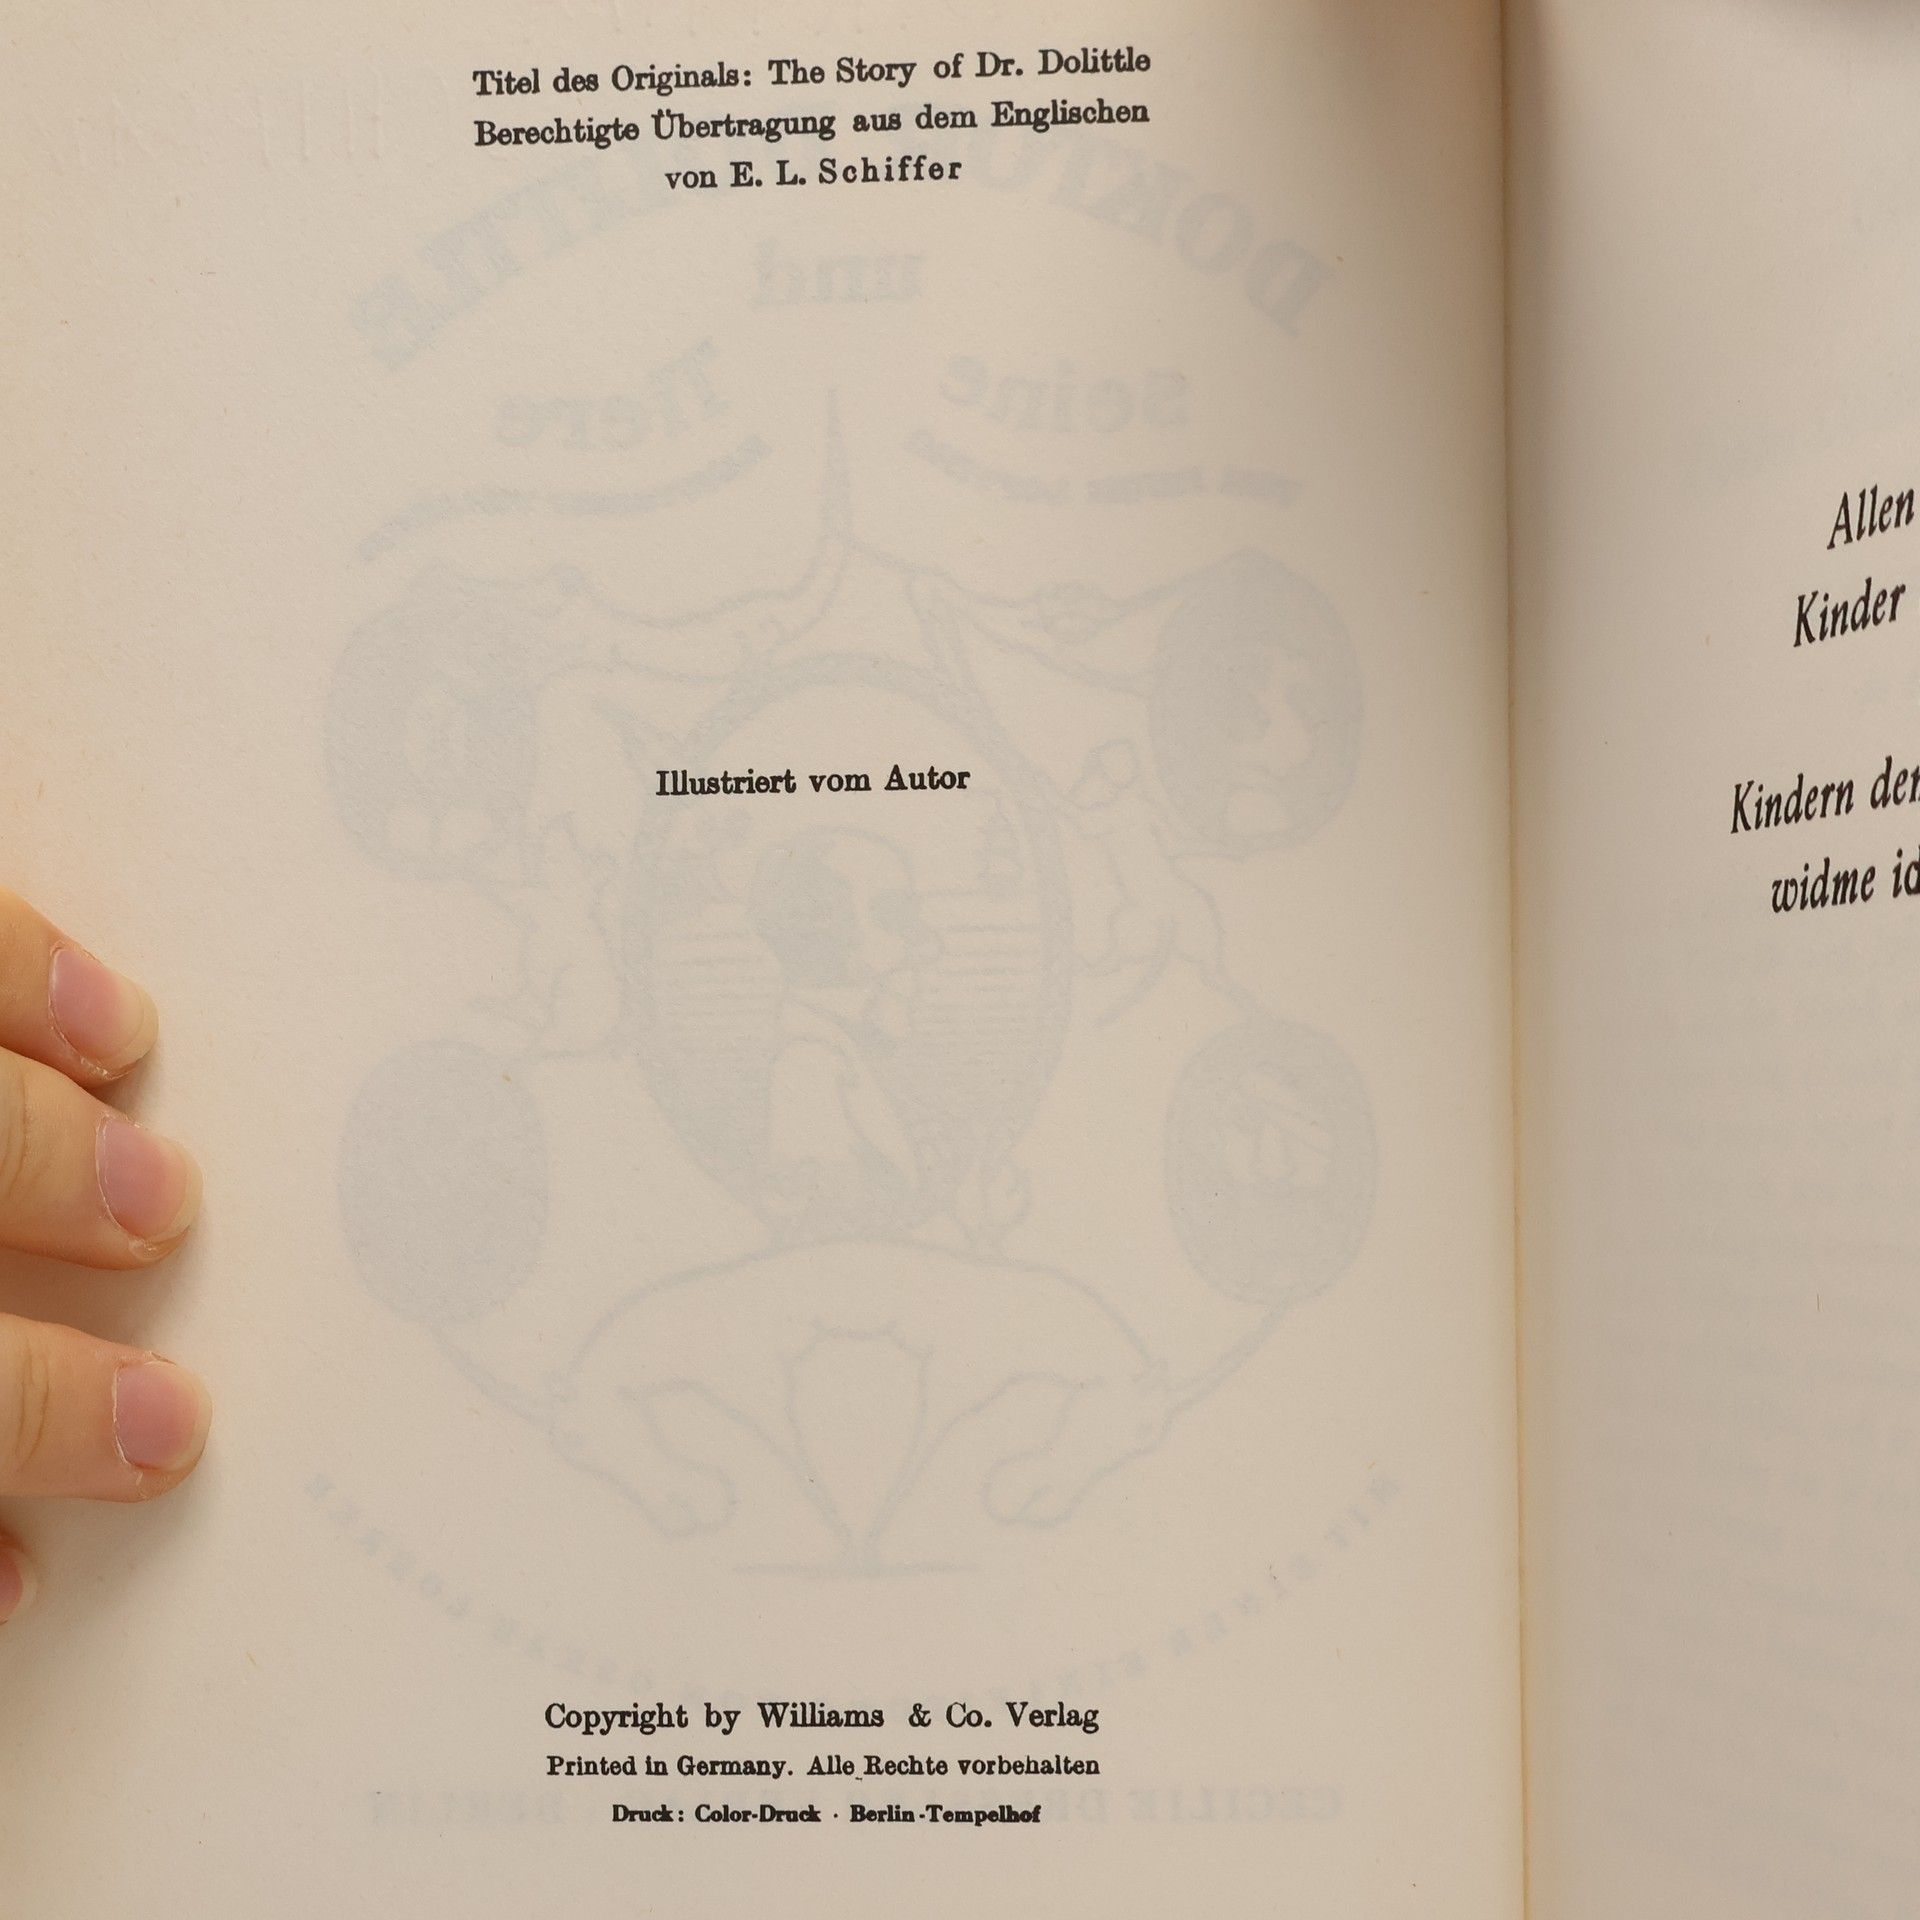 Titel des Originals: The Story of Dr. Dolittle
Berechtigte Übertragung aus dem Englischen
von E. L. Schiffer
Illustriert vom Autor
Copyright by Williams & Co. Verlag
Printed in Germany. Alle Rechte vorbehalten
Druck: Color-Druck · Berlin-Tempelhof
Allen
Kinder
Kindern der
widme